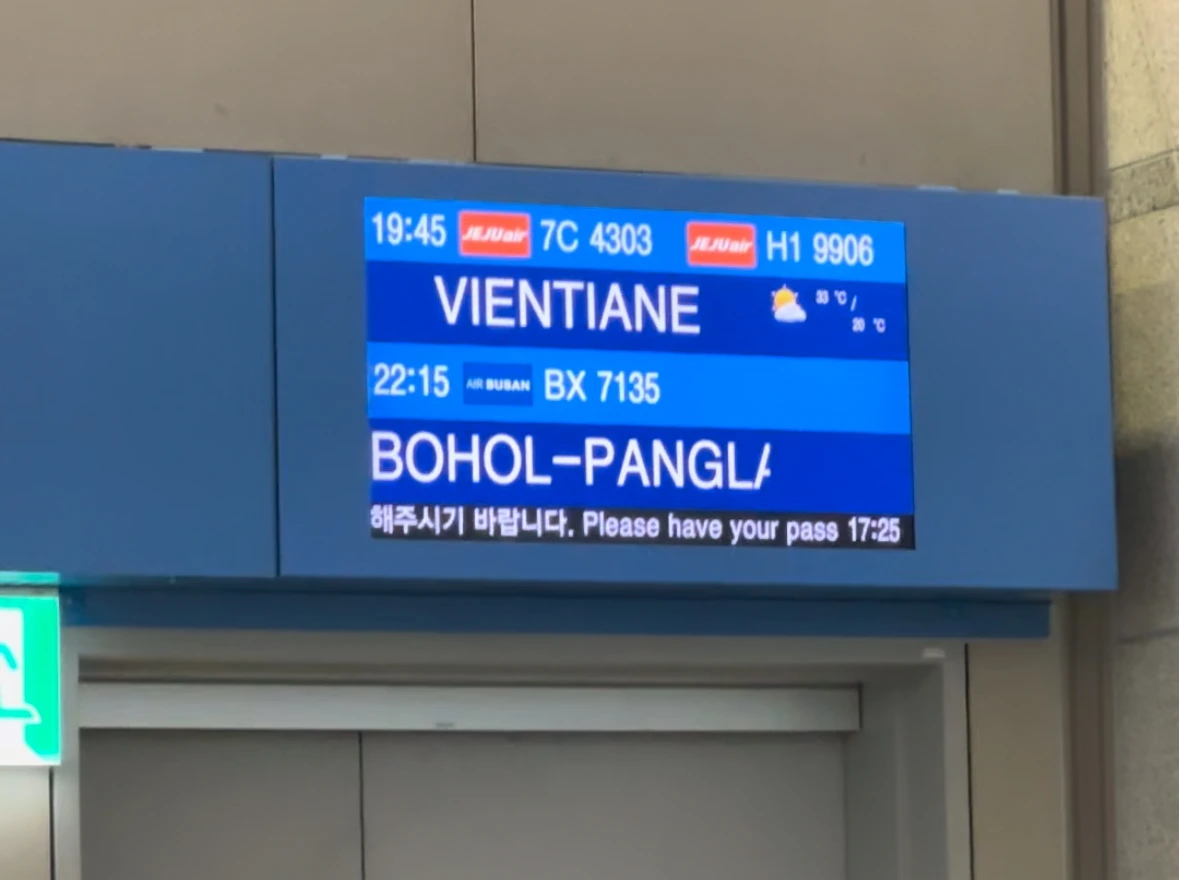 19:45 JEJUair 7C 4303 JEJUair H1 9906
VIENTIANE 33 ℃ / 20 ℃
22:15 AIR BUSAN BX 7135
BOHOL-PANGLA
해주시기 바랍니다. Please have your pass 17:25